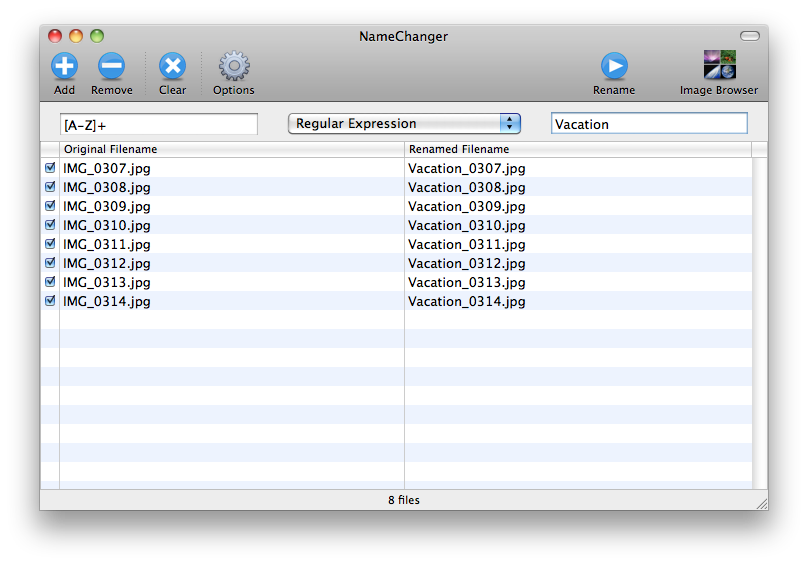 NameChanger
Add Remove Clear Options Rename Image Browser
[A-Z]+ Regular Expression Vacation
Original Filename Renamed Filename
IMG_0307.jpg Vacation_0307.jpg
IMG_0308.jpg Vacation_0308.jpg
IMG_0309.jpg Vacation_0309.jpg
IMG_0310.jpg Vacation_0310.jpg
IMG_0311.jpg Vacation_0311.jpg
IMG_0312.jpg Vacation_0312.jpg
IMG_0313.jpg Vacation_0313.jpg
IMG_0314.jpg Vacation_0314.jpg
8 files